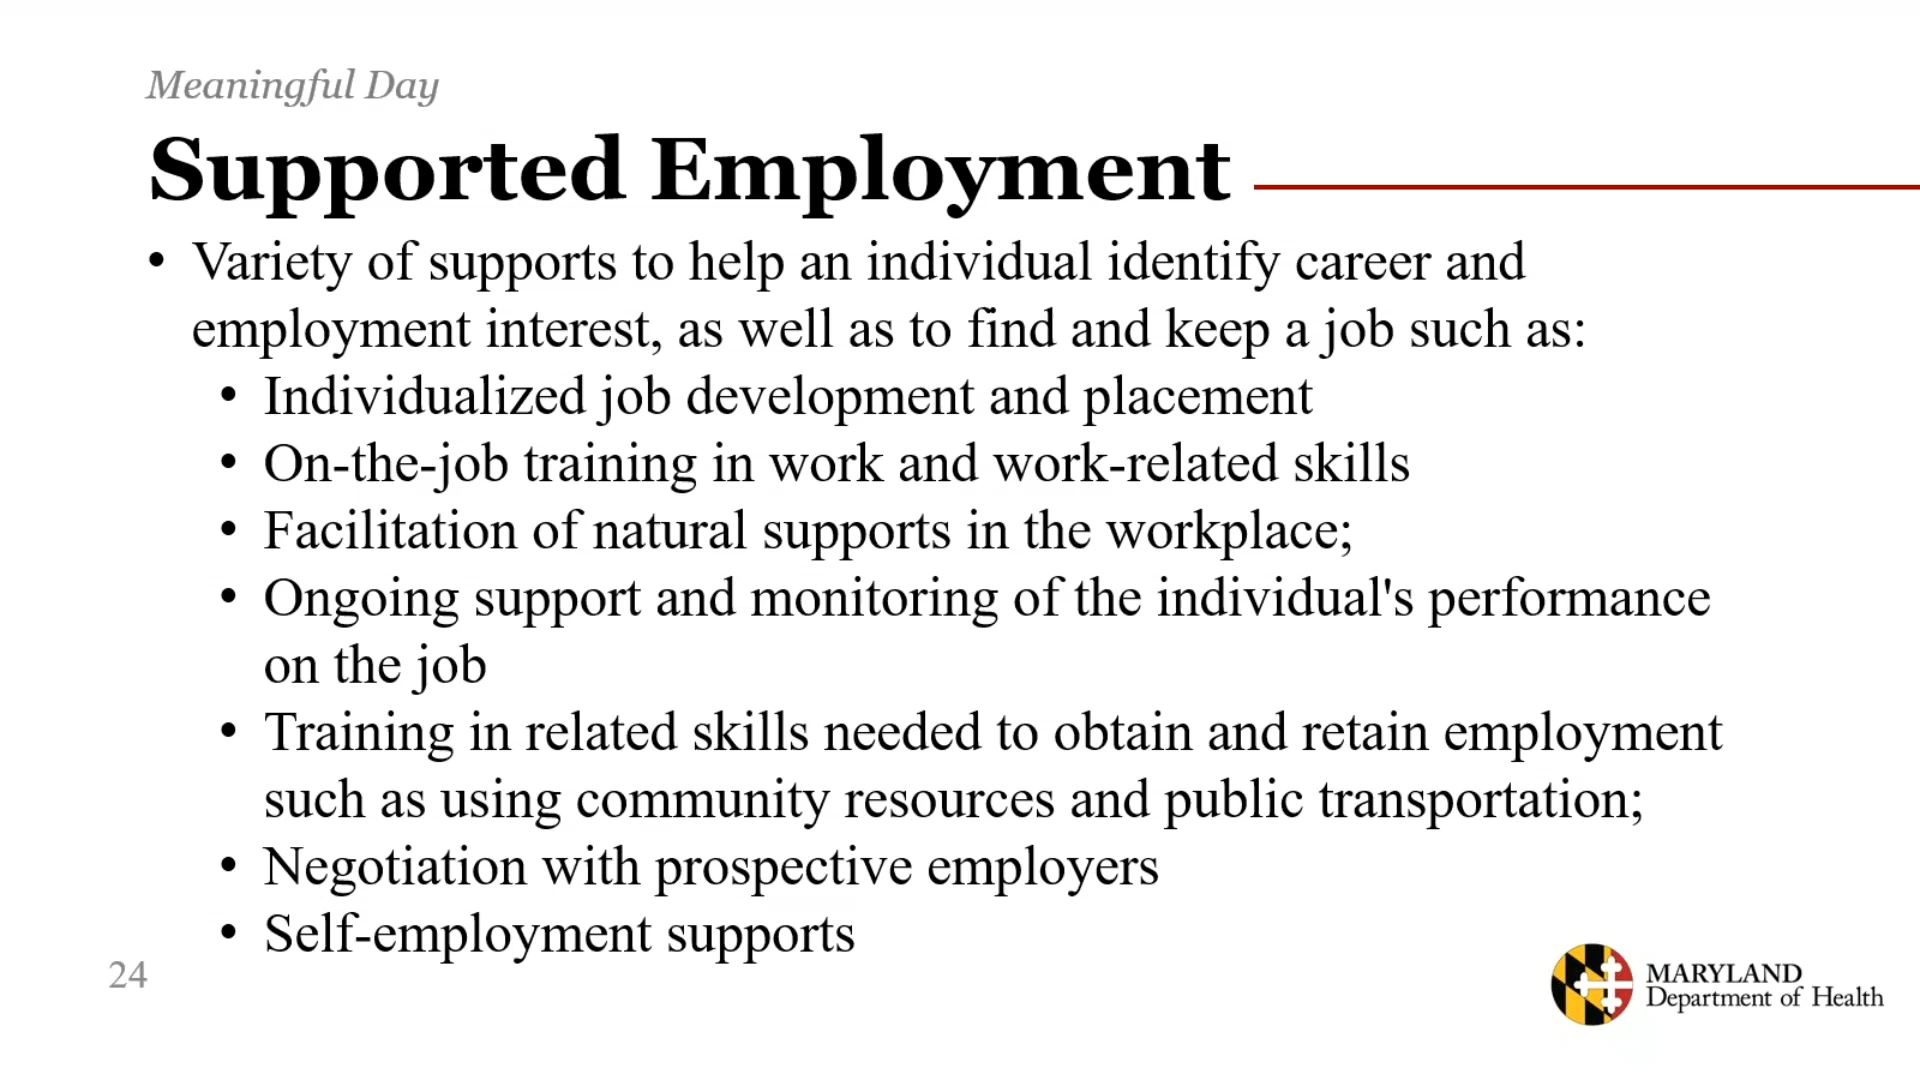 Meaningful Day
Supported Employment
• Variety of supports to help an individual identify career and
employment interest, as well as to find and keep a job such as:
• Individualized job development and placement
• On-the-job training in work and work-related skills
• Facilitation of natural supports in the workplace;
• Ongoing support and monitoring of the individual's performance
on the job
• Training in related skills needed to obtain and retain employment
such as using community resources and public transportation;
• Negotiation with prospective employers
• Self-employment supports
24
MARYLAND
Department of Health